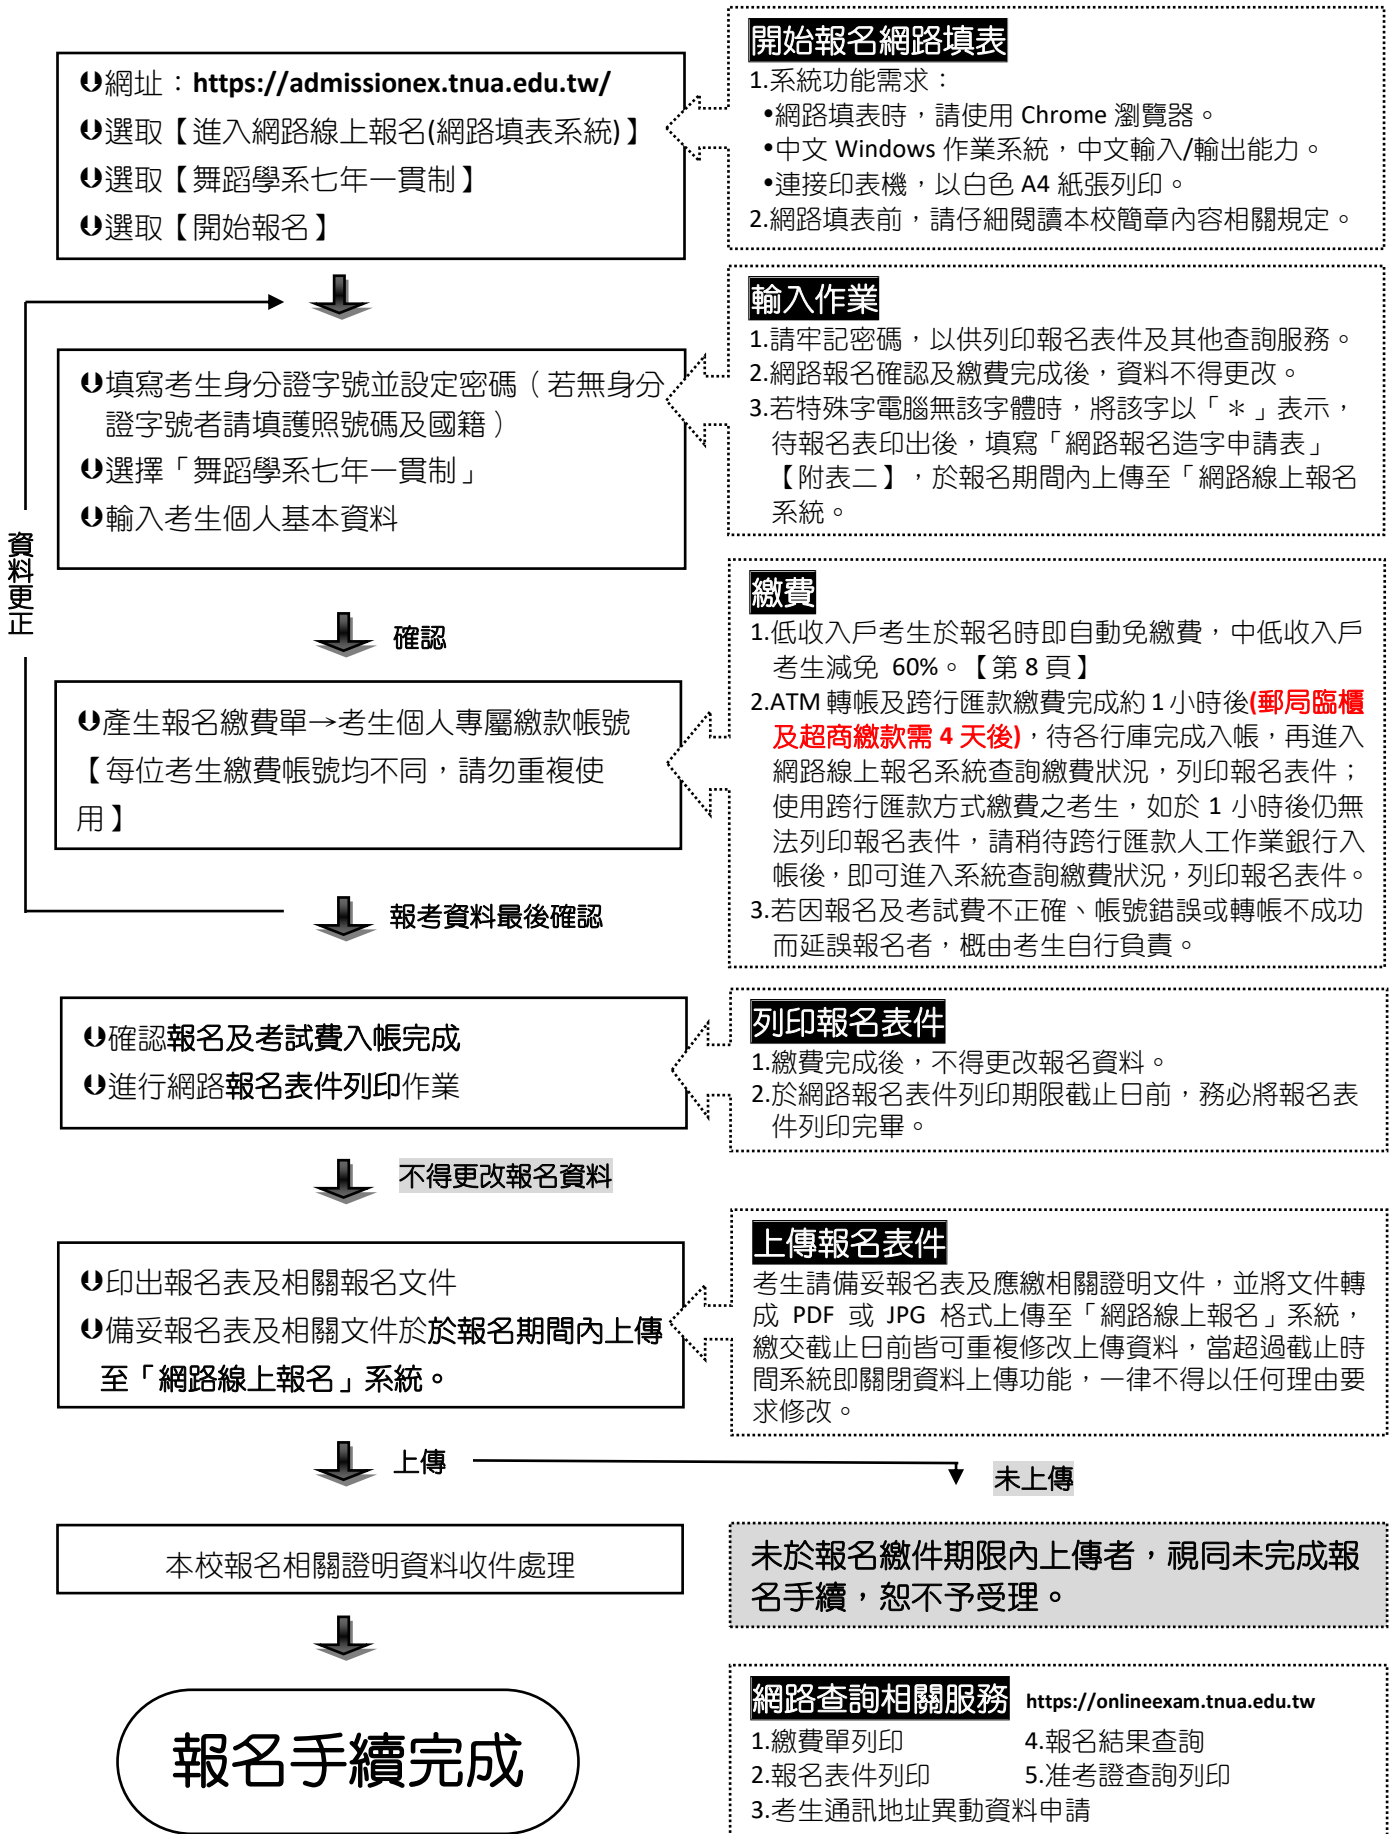 ➲網址：https://admissionex.tnua.edu.tw/
➲選取【進入網路線上報名(網路填表系統)】
➲選取【舞蹈學系七年一貫制】
➲選取【開始報名】
開始報名網路填表
1.系統功能需求：
•網路填表時，請使用 Chrome 瀏覽器。
•中文 Windows 作業系統，中文輸入/輸出能力。
•連接印表機，以白色 A4 紙張列印。
2.網路填表前，請仔細閱讀本校簡章內容相關規定。
➲填寫考生身分證字號並設定密碼（若無身分
證字號者請填護照號碼及國籍）
➲選擇「舞蹈學系七年一貫制」
➲輸入考生個人基本資料
輸入作業
1.請牢記密碼，以供列印報名表件及其他查詢服務。
2.網路報名確認及繳費完成後，資料不得更改。
3.若特殊字電腦無該字體時，將該字以「＊」表示，
待報名表印出後，填寫「網路報名造字申請表」
【附表二】，於報名期間內上傳至「網路線上報名
系統。
資料更正
確認
➲產生報名繳費單→考生個人專屬繳款帳號
【每位考生繳費帳號均不同，請勿重複使
用】
繳費
1.低收入戶考生於報名時即自動免繳費，中低收入戶
考生減免 60%。【第 8 頁】
2.ATM 轉帳及跨行匯款繳費完成約 1 小時後(郵局臨櫃
及超商繳款需 4 天後)，待各行庫完成入帳，再進入
網路線上報名系統查詢繳費狀況，列印報名表件；
使用跨行匯款方式繳費之考生，如於 1 小時後仍無
法列印報名表件，請稍待跨行匯款人工作業銀行入
帳後，即可進入系統查詢繳費狀況，列印報名表件。
3.若因報名及考試費不正確、帳號錯誤或轉帳不成功
而延誤報名者，概由考生自行負責。
報考資料最後確認
➲確認報名及考試費入帳完成
➲進行網路報名表件列印作業
列印報名表件
1.繳費完成後，不得更改報名資料。
2.於網路報名表件列印期限截止日前，務必將報名表
件列印完畢。
不得更改報名資料
➲印出報名表及相關報名文件
➲備妥報名表及相關文件於於報名期間內上傳
至「網路線上報名」系統。
上傳報名表件
考生請備妥報名表及應繳相關證明文件，並將文件轉
成 PDF 或 JPG 格式上傳至「網路線上報名」系統，
繳交截止日前皆可重複修改上傳資料，當超過截止時
間系統即關閉資料上傳功能，一律不得以任何理由要
求修改。
上傳
未上傳
本校報名相關證明資料收件處理
未於報名繳件期限內上傳者，視同未完成報
名手續，恕不予受理。
報名手續完成
網路查詢相關服務 https://onlineexam.tnua.edu.tw
1.繳費單列印 4.報名結果查詢
2.報名表件列印 5.准考證查詢列印
3.考生通訊地址異動資料申請